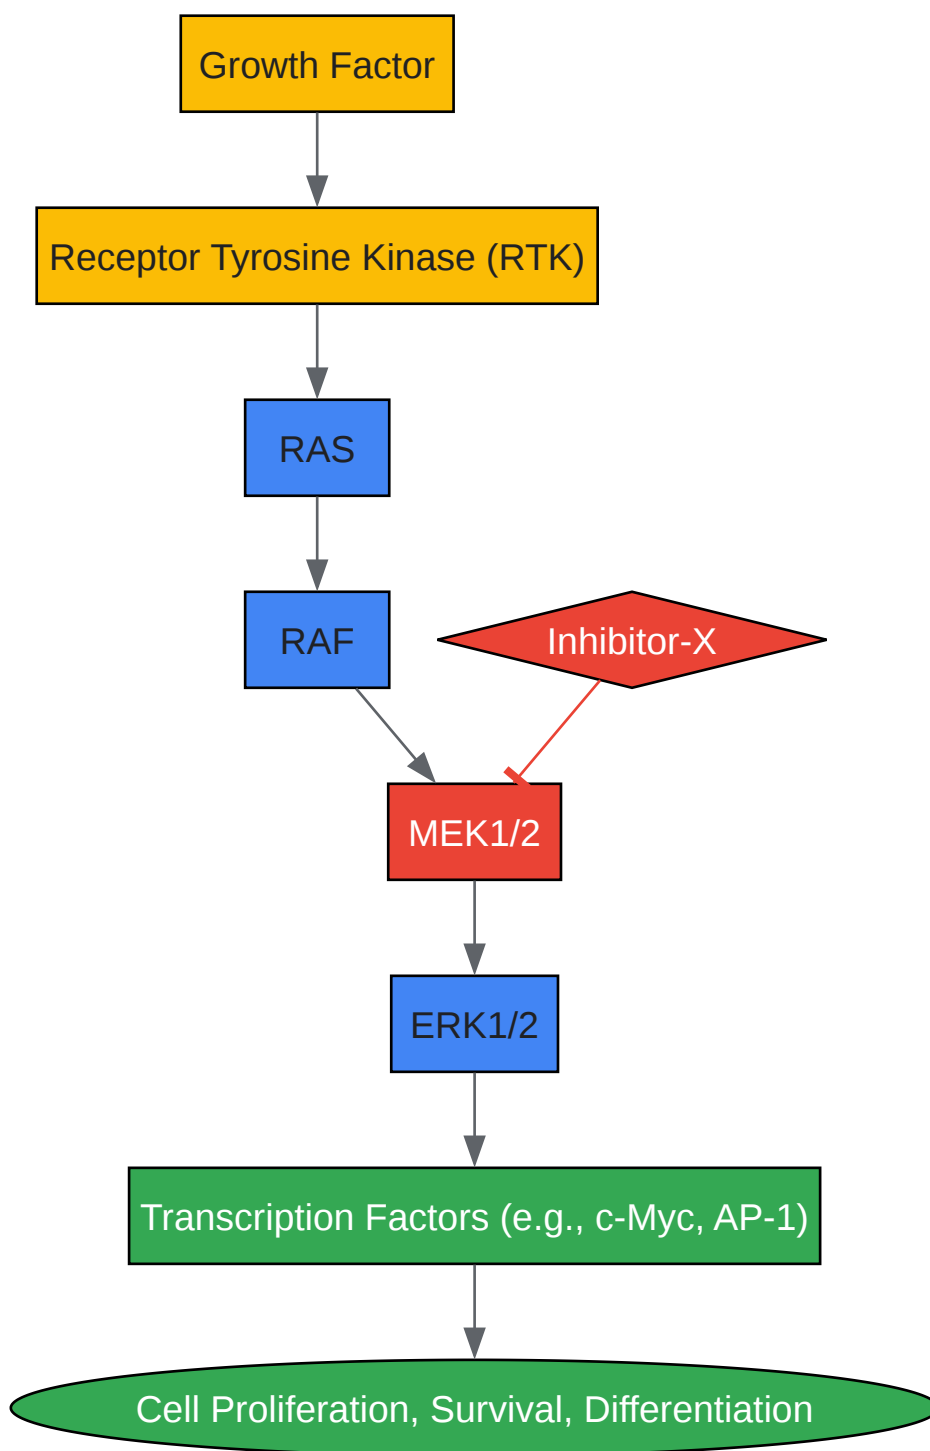 Growth Factor
Receptor Tyrosine Kinase (RTK)
RAS
RAF
Inhibitor-X
MEK1/2
ERK1/2
Transcription Factors (e.g., c-Myc, AP-1)
Cell Proliferation, Survival, Differentiation